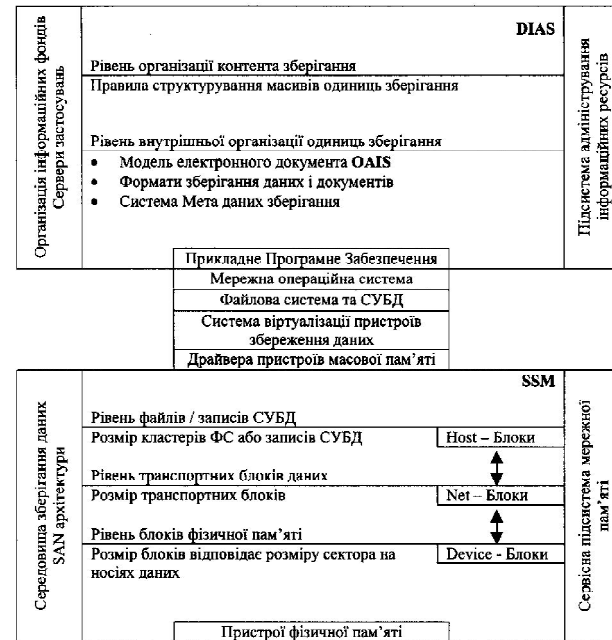 DIAS
Організація інформаційних фондів
Сервери застосувань
Рівень організації контента зберігання
Правила структурування масивів одиниць зберігання
Рівень внутрішньої організації одиниць зберігання
• Модель електронного документа OAIS
• Формати зберігання даних і документів
• Система Мета даних зберігання
Підсистема адміністрування
інформаційних ресурсів
Прикладне Програмне Забезпечення
Мережна операційна система
Файлова система та СУБД
Система віртуалізації пристроїв
збереження даних
Драйвера пристроїв масової пам'яті
SSM
Середовища зберігання даних
SAN архітектури
Рівень файлів / записів СУБД
Розмір кластерів ФС або записів СУБД
Host – Блоки
Рівень транспортних блоків даних
Розмір транспортних блоків
Net – Блоки
Рівень блоків фізичної пам'яті
Розмір блоків відповідає розміру сектора на
носіях даних
Device - Блоки
Сервісна підсистема мережної
пам'яті
Пристрої фізичної пам'яті